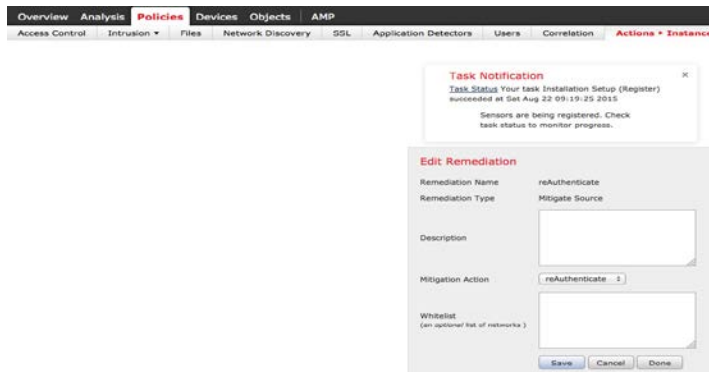 Overview Analysis Policies Devices Objects AMP
Access Control Intrusion ▾ Files Network Discovery SSL Application Detectors Users Correlation Actions ▪ Instance
Task Notification ×
Task Status Your task Installation Setup (Register)
succeeded at Sat Aug 22 09:19:25 2015
Sensors are being registered. Check
task status to monitor progress.
Edit Remediation
Remediation Name reAuthenticate
Remediation Type Mitigate Source
Description
Mitigation Action reAuthenticate
Whitelist
(an optional list of networks )
Save Cancel Done